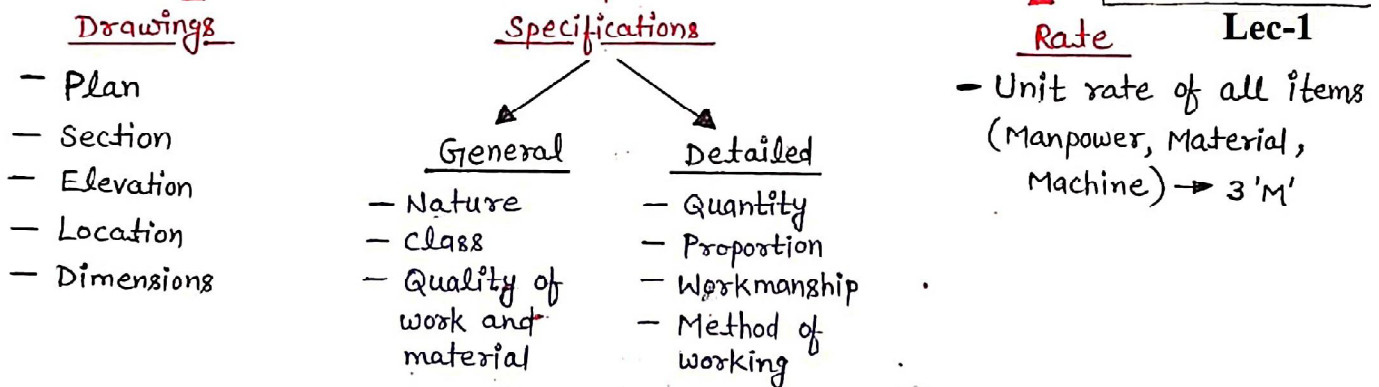 Drawings
— Plan
— Section
— Elevation
— Location
— Dimensions
Specifications
General
— Nature
— Class
— Quality of
work and
material
Detailed
— Quantity
— Proportion
— Workmanship
— Method of
working
Lec-1
Rate
— Unit rate of all items
(Manpower, Material,
Machine) → 3 'M'